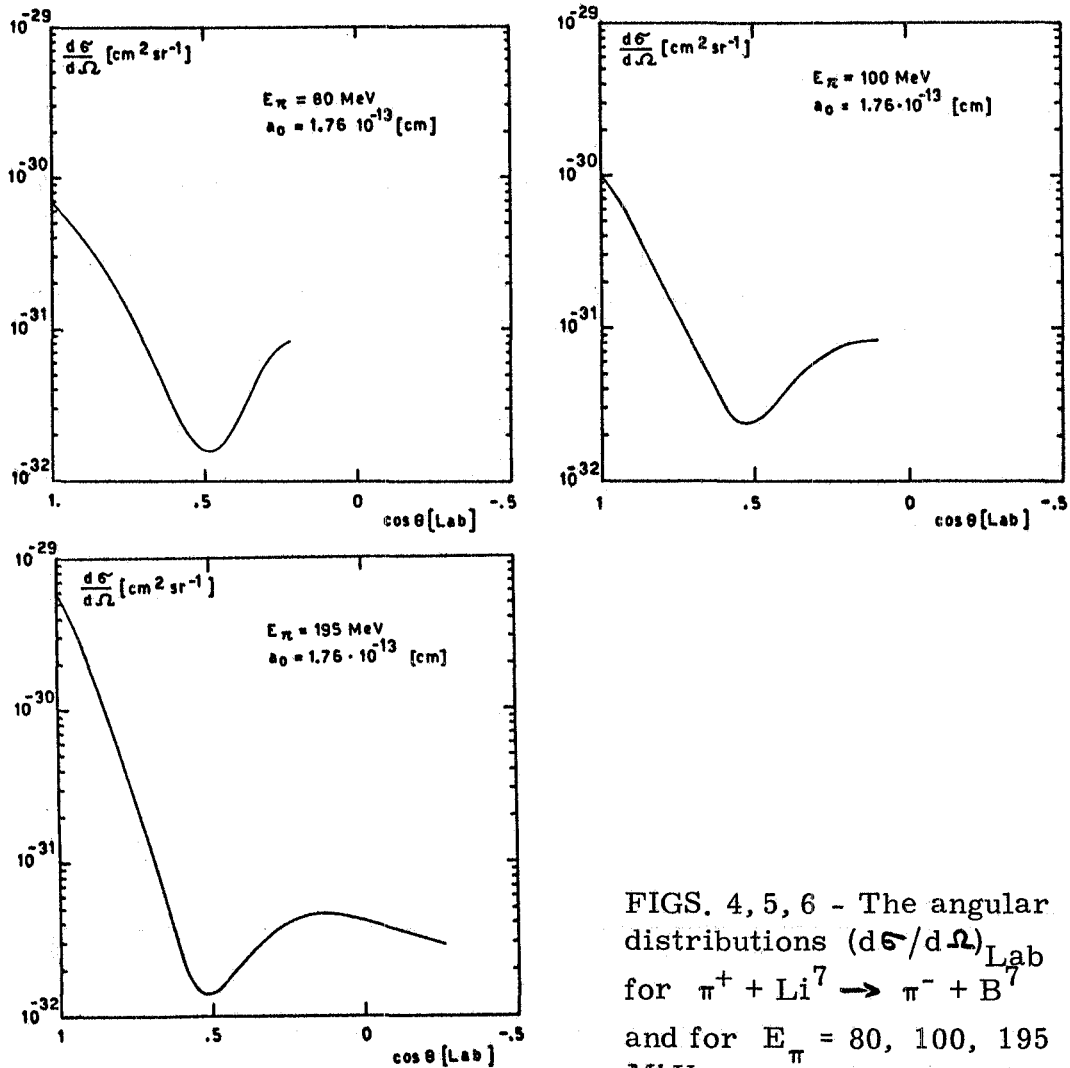 10^-29
dσ/dΩ [cm² sr⁻¹]
E_π = 80 MeV
a₀ = 1.76 10^-13 [cm]
10^-30
10^-31
10^-32
1. .5 0 -.5
cos θ [Lab]
10^-29
dσ/dΩ [cm² sr⁻¹]
E_π = 100 MeV
a₀ = 1.76·10^-13 [cm]
10^-30
10^-31
10^-32
1 .5 0 -.5
cos θ [Lab]
10^-29
dσ/dΩ [cm² sr⁻¹]
E_π = 195 MeV
a₀ = 1.76·10^-13 [cm]
10^-30
10^-31
10^-32
1 .5 0 -.5
cos θ [Lab]
FIGS. 4, 5, 6 - The angular
distributions (dσ/dΩ)_Lab
for π⁺ + Li⁷ → π⁻ + B⁷
and for E_π = 80, 100, 195